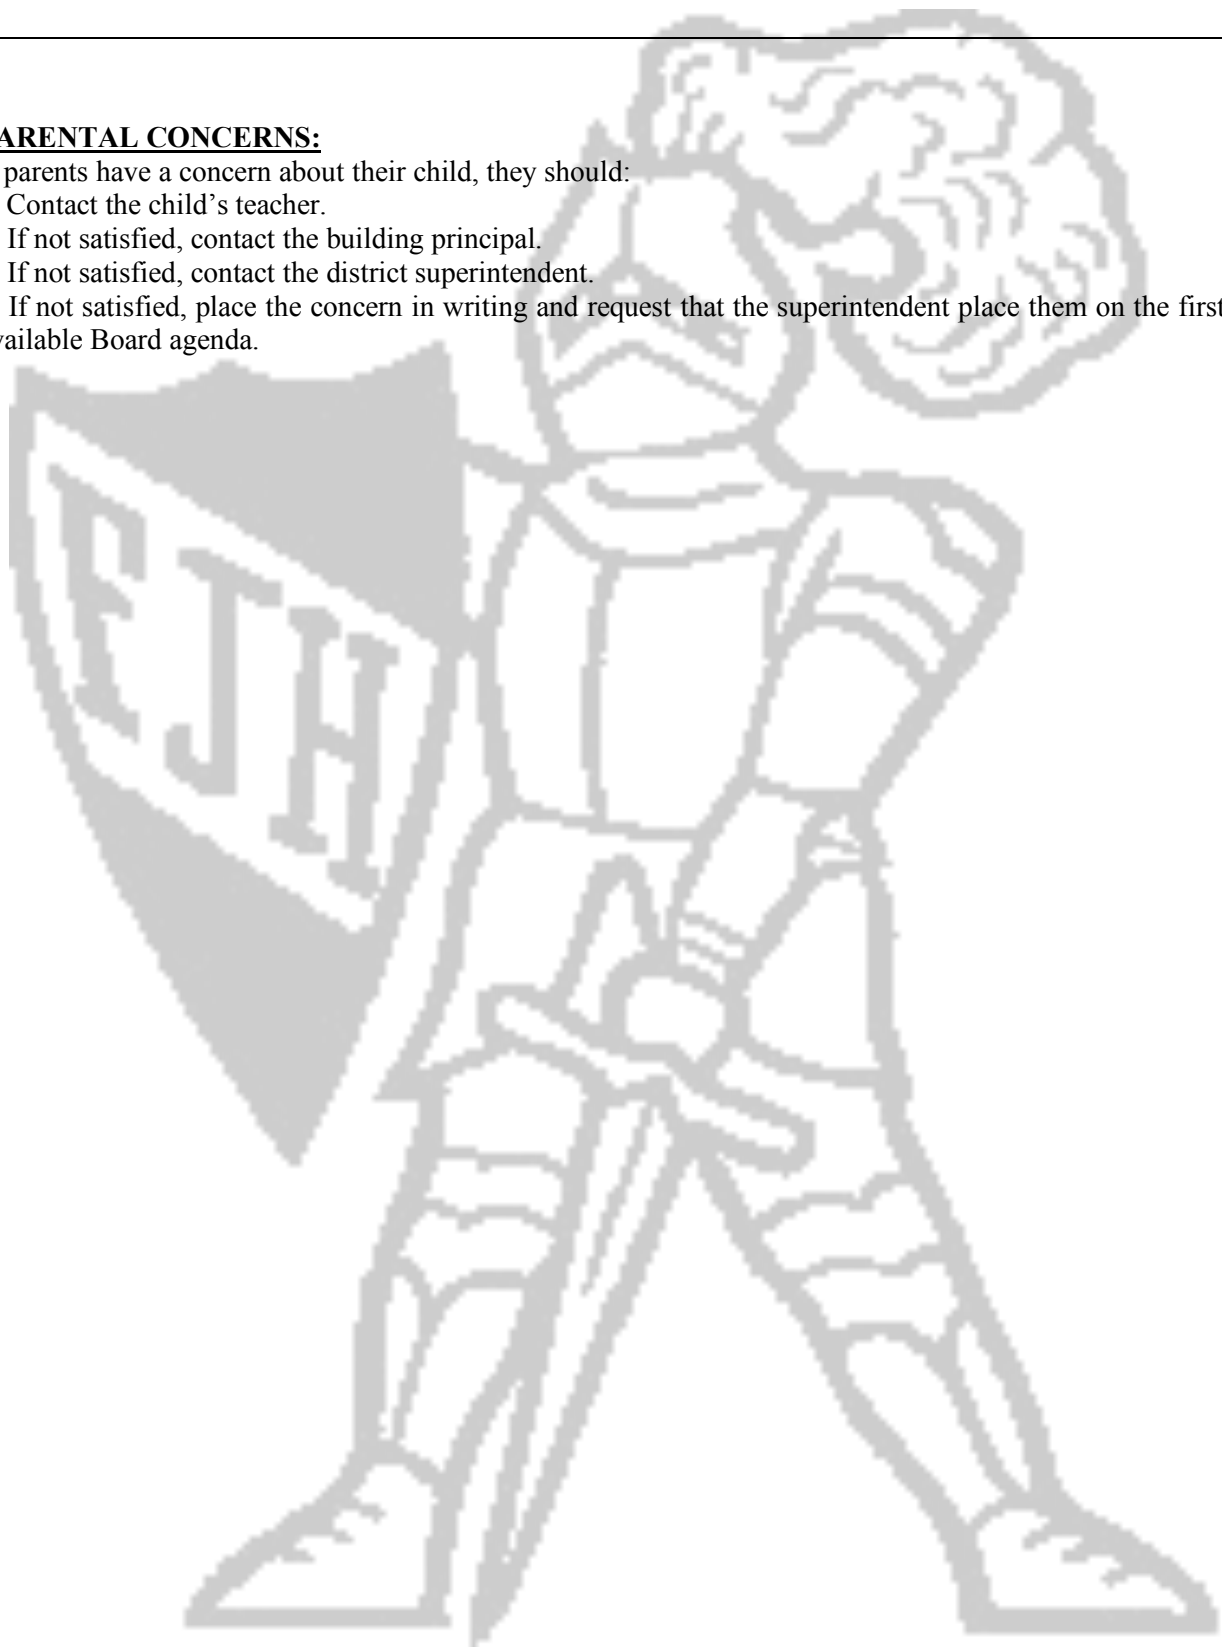 ARENTAL CONCERNS:
parents have a concern about their child, they should:
Contact the child’s teacher.
If not satisfied, contact the building principal.
If not satisfied, contact the district superintendent.
If not satisfied, place the concern in writing and request that the superintendent place them on the first
vailable Board agenda.
FJH